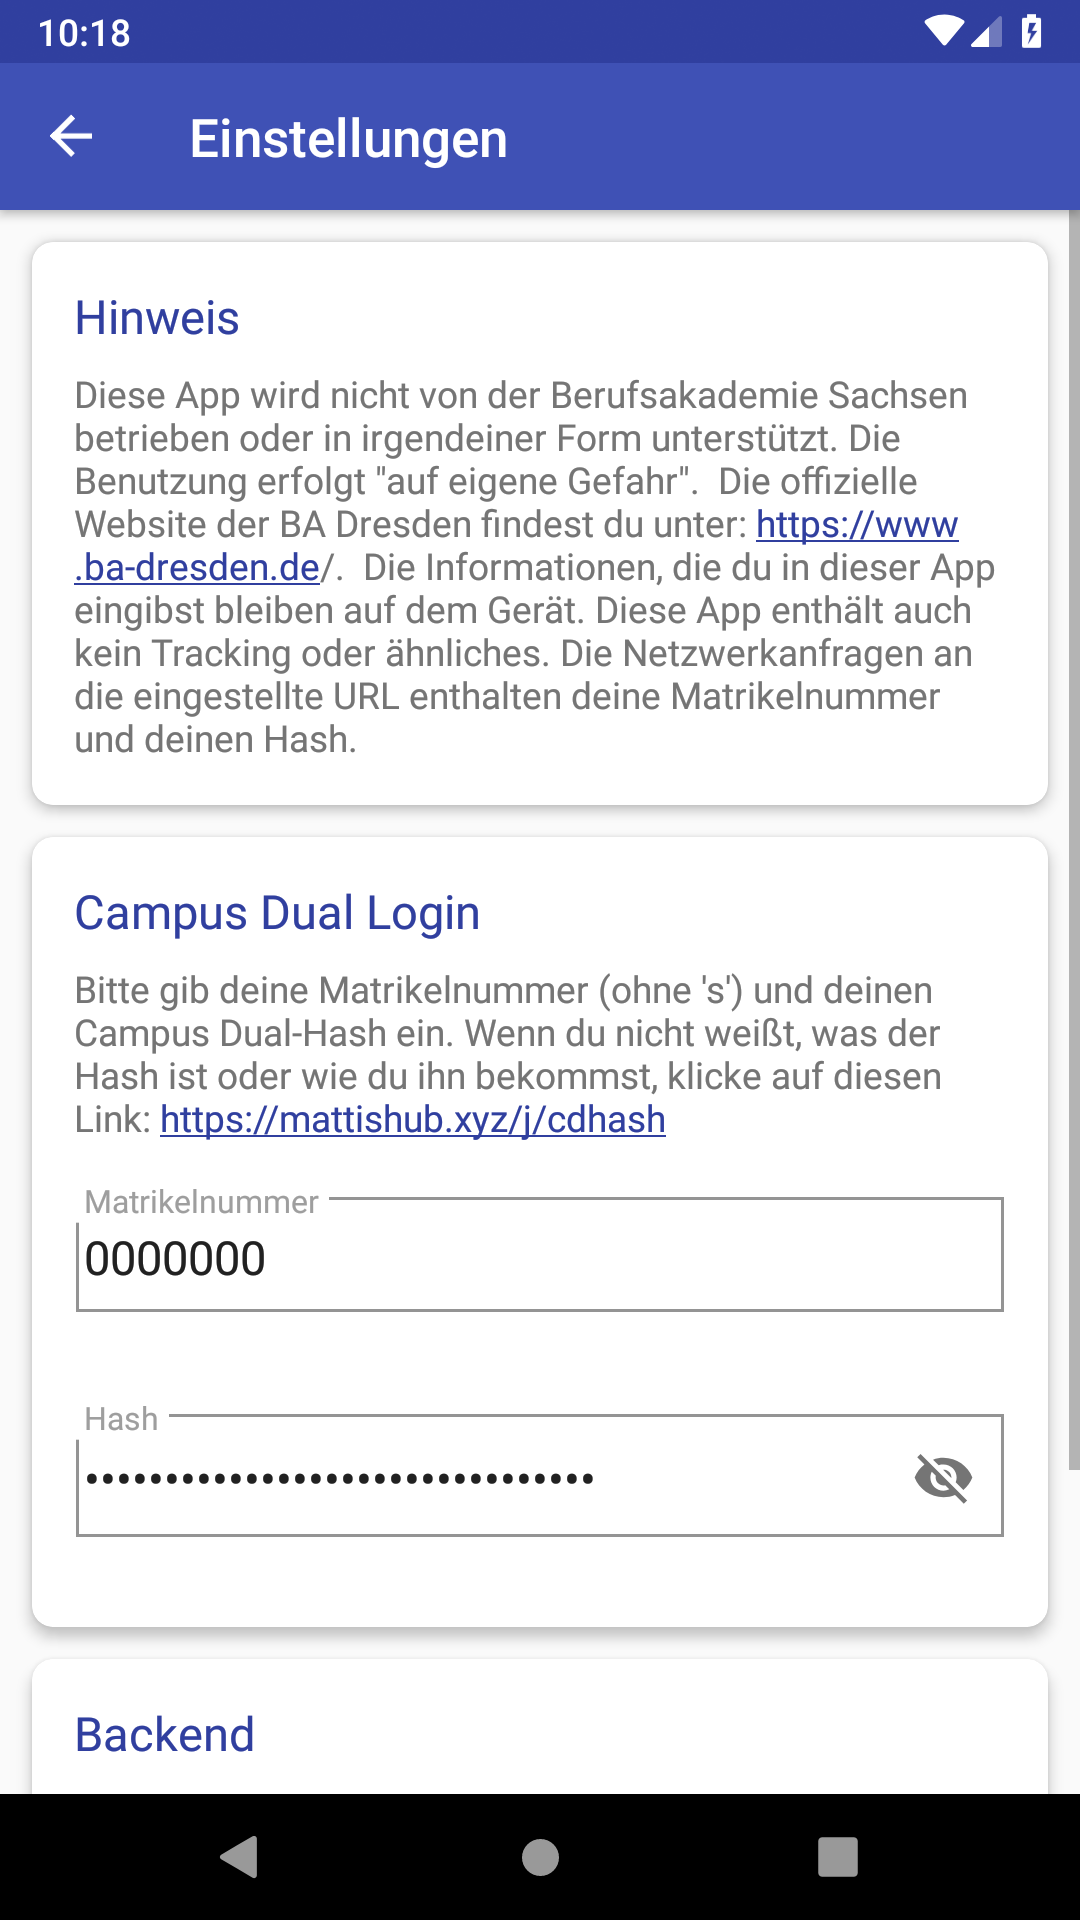 10:18
Einstellungen
Hinweis
Diese App wird nicht von der Berufsakademie Sachsen
betrieben oder in irgendeiner Form unterstützt. Die
Benutzung erfolgt "auf eigene Gefahr".  Die offizielle
Website der BA Dresden findest du unter: https://www
.ba-dresden.de/.  Die Informationen, die du in dieser App
eingibst bleiben auf dem Gerät. Diese App enthält auch
kein Tracking oder ähnliches. Die Netzwerkanfragen an
die eingestellte URL enthalten deine Matrikelnummer
und deinen Hash.
Campus Dual Login
Bitte gib deine Matrikelnummer (ohne 's') und deinen
Campus Dual-Hash ein. Wenn du nicht weißt, was der
Hash ist oder wie du ihn bekommst, klicke auf diesen
Link: https://mattishub.xyz/j/cdhash
Matrikelnummer
0000000
Hash
••••••••••••••••••••••••••••••••
Backend